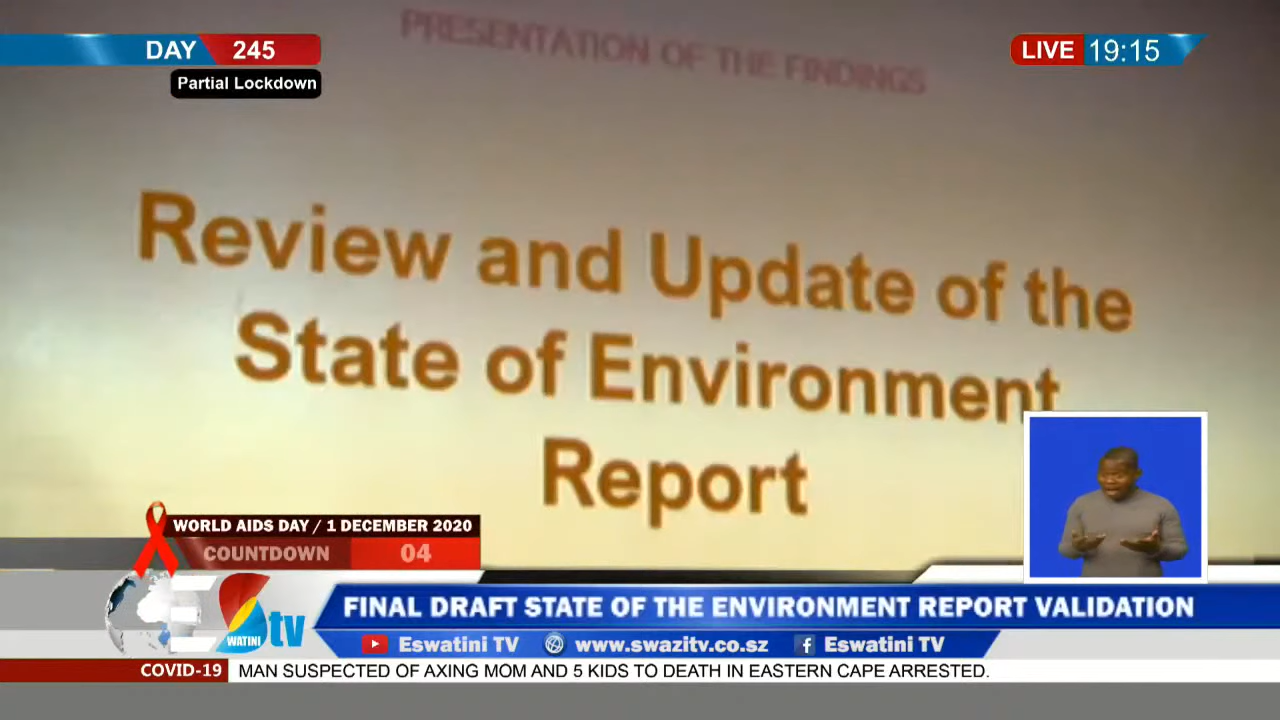 DAY 245
LIVE 19:15
Partial Lockdown
PRESENTATION OF THE FINDINGS
Review and Update of the
State of Environment
Report
WORLD AIDS DAY / 1 DECEMBER 2020
COUNTDOWN 04
E WATINI tv
FINAL DRAFT STATE OF THE ENVIRONMENT REPORT VALIDATION
Eswatini TV www.swazitv.co.sz Eswatini TV
COVID-19 MAN SUSPECTED OF AXING MOM AND 5 KIDS TO DEATH IN EASTERN CAPE ARRESTED.